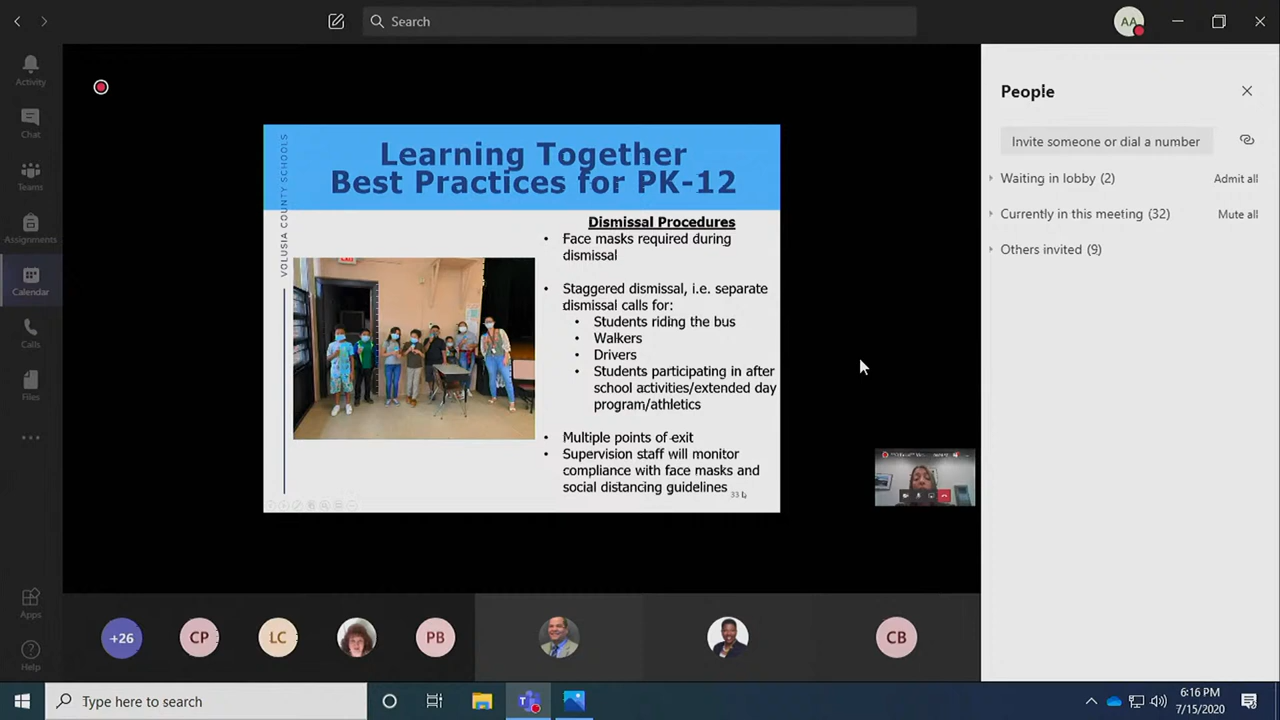 Search
AA
Activity
Chat
Teams
Assignments
Calendar
Calls
Files
Apps
Help
VOLUSIA COUNTY SCHOOLS
Learning Together
Best Practices for PK-12
Dismissal Procedures
• Face masks required during
dismissal
• Staggered dismissal, i.e. separate
dismissal calls for:
• Students riding the bus
• Walkers
• Drivers
• Students participating in after
school activities/extended day
program/athletics
• Multiple points of exit
• Supervision staff will monitor
compliance with face masks and
social distancing guidelines
33
People
Invite someone or dial a number
Waiting in lobby (2)
Admit all
Currently in this meeting (32)
Mute all
Others invited (9)
+26
CP
LC
PB
CB
Type here to search
6:16 PM
7/15/2020